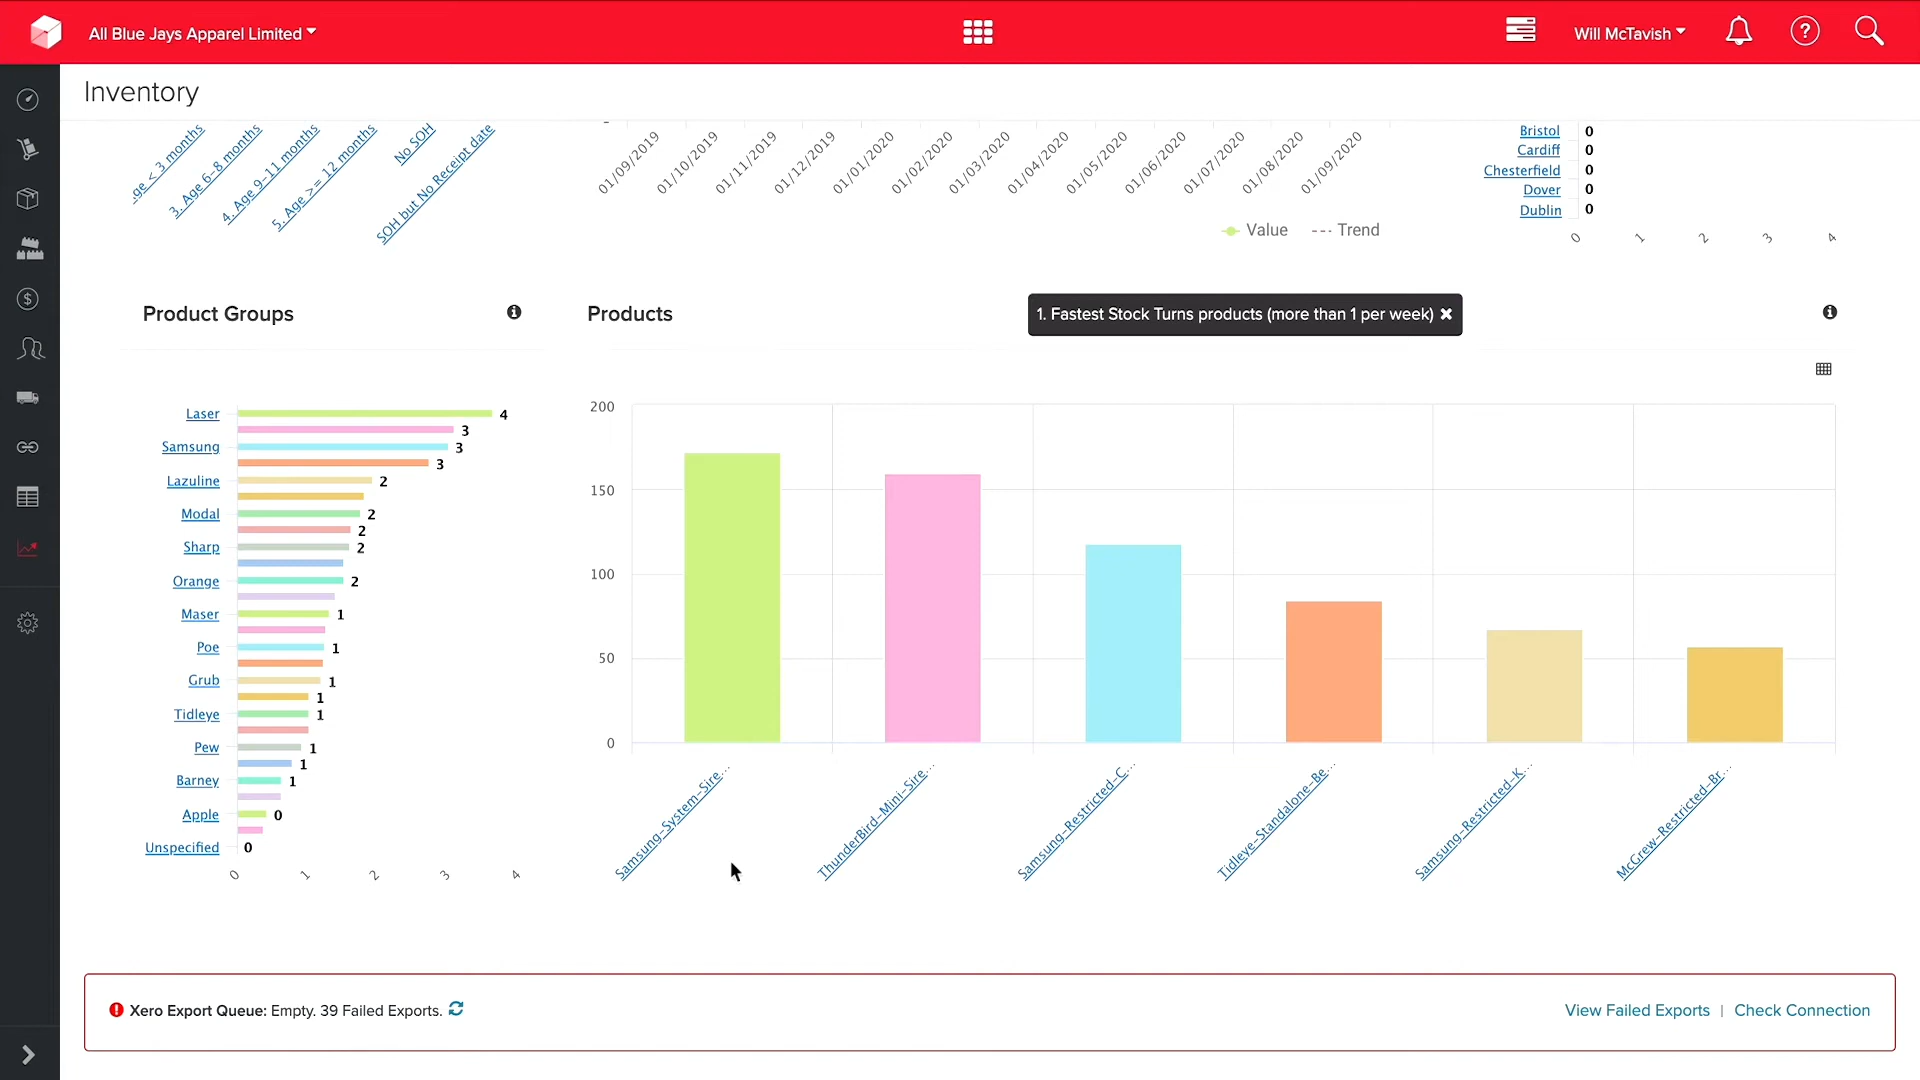 All Blue Jays Apparel Limited
Will McTavish
?
Inventory
ge < 3 months
3. Age 6-8 months
4. Age 9-11 months
5. Age >= 12 months
No SOH
SOH but No Receipt date
01/09/2019
01/10/2019
01/11/2019
01/12/2019
01/01/2020
01/02/2020
01/03/2020
01/04/2020
01/05/2020
01/06/2020
01/07/2020
01/08/2020
01/09/2020
Value
Trend
Bristol 0
Cardiff 0
Chesterfield 0
Dover 0
Dublin 0
0 1 2 3 4
Product Groups
Laser 4
3
Samsung 3
3
Lazuline 2
Modal 2
2
Sharp 2
Orange 2
Maser 1
Poe 1
Grub 1
1
Tidleye 1
Pew 1
1
Barney 1
Apple 0
Unspecified 0
0 1 2 3 4
Products
1. Fastest Stock Turns products (more than 1 per week)
200
150
100
50
0
Samsung-System-Sire...
ThunderBird-Mini-Sire...
Samsung-Restricted-C...
Tidleye-Standalone-Be...
Samsung-Restricted-K...
McGrew-Restricted-Br...
Xero Export Queue: Empty. 39 Failed Exports.
View Failed Exports | Check Connection